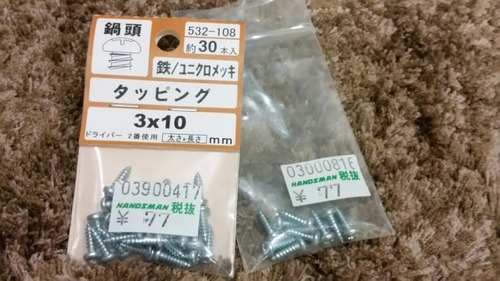 鍋頭
532-108
約30本入
鉄/ユニクロメッキ
タッピング
3x10
ドライバー 2番使用 太さx長さ mm
03900417
HANDSMAN 税抜
¥ 77
03000816
HANDSMAN 税抜
¥ 77